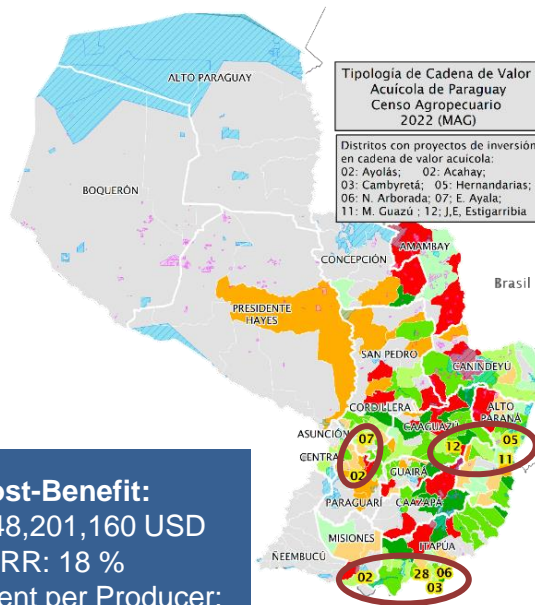 ALTO PARAGUAY
Tipología de Cadena de Valor
Acuícola de Paraguay
Censo Agropecuario
2022 (MAG)
Distritos con proyectos de inversión
en cadena de valor acuicola:
02: Ayolás; 02: Acahay;
03: Cambyretá; 05: Hernandarias;
06: N. Arborada; 07; E. Ayala;
11: M. Guazú ; 12; J,E, Estigarribia
BOQUERÓN
CONCEPCIÓN
AMAMBAY
Brasil
PRESIDENTE
HAYES
SAN PEDRO
CANINDEYÚ
CORDILLERA
ALTO
PARANÁ
ASUNCIÓN
CAAGUAZÚ
07
05
12
CENTRAL
11
02
GUAIRÁ
PARAGUARÍ
CAAZAPÁ
MISIONES
ITAPÚA
ÑEEMBUCÚ
02
28
06
03
ost-Benefit:
48,201,160 USD
RR: 18 %
ent per Producer: